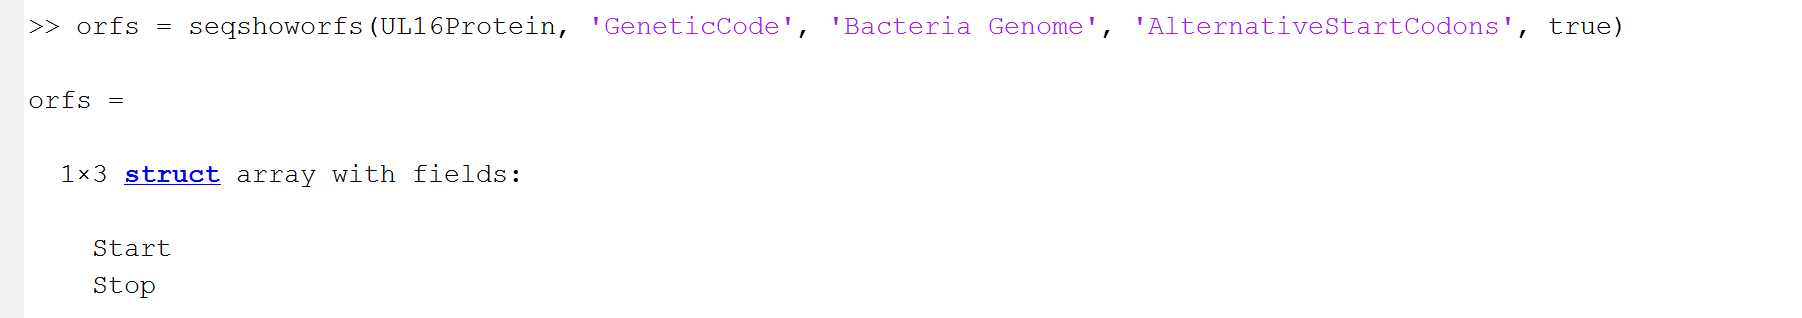 >> orfs = seqshoworfs(UL16Protein, 'GeneticCode', 'Bacteria Genome', 'AlternativeStartCodons', true)
orfs =
1×3 struct array with fields:
Start
Stop